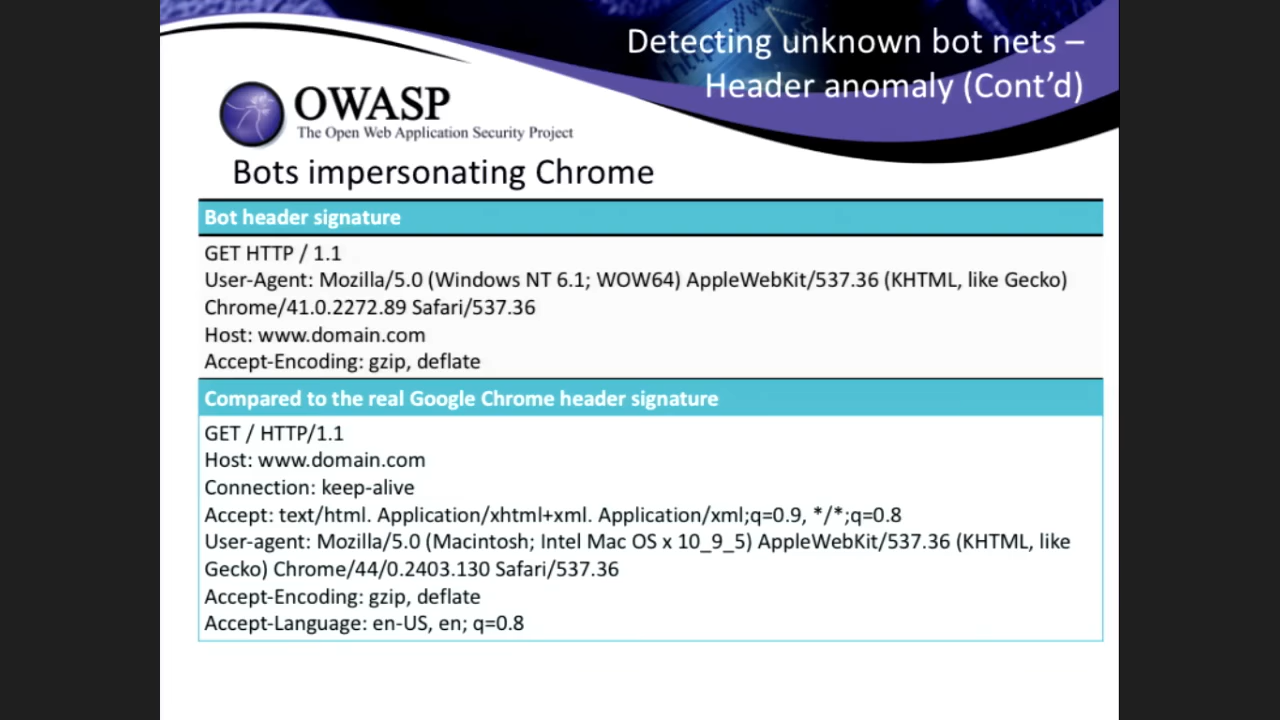 Detecting unknown bot nets –
Header anomaly (Cont’d)
OWASP
The Open Web Application Security Project
Bots impersonating Chrome
Bot header signature
GET HTTP / 1.1
User-Agent: Mozilla/5.0 (Windows NT 6.1; WOW64) AppleWebKit/537.36 (KHTML, like Gecko)
Chrome/41.0.2272.89 Safari/537.36
Host: www.domain.com
Accept-Encoding: gzip, deflate
Compared to the real Google Chrome header signature
GET / HTTP/1.1
Host: www.domain.com
Connection: keep-alive
Accept: text/html. Application/xhtml+xml. Application/xml;q=0.9, */*;q=0.8
User-agent: Mozilla/5.0 (Macintosh; Intel Mac OS x 10_9_5) AppleWebKit/537.36 (KHTML, like
Gecko) Chrome/44/0.2403.130 Safari/537.36
Accept-Encoding: gzip, deflate
Accept-Language: en-US, en; q=0.8